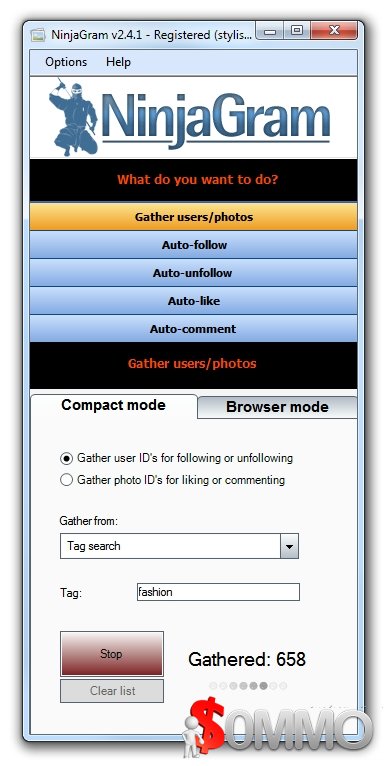 NinjaGram v2.4.1 - Registered (stylis...
Options Help
NinjaGram
What do you want to do?
Gather users/photos
Auto-follow
Auto-unfollow
Auto-like
Auto-comment
Gather users/photos
Compact mode
Browser mode
Gather user ID's for following or unfollowing
Gather photo ID's for liking or commenting
Gather from:
Tag search
Tag:
fashion
Stop
Gathered: 658
Clear list
$0MMO